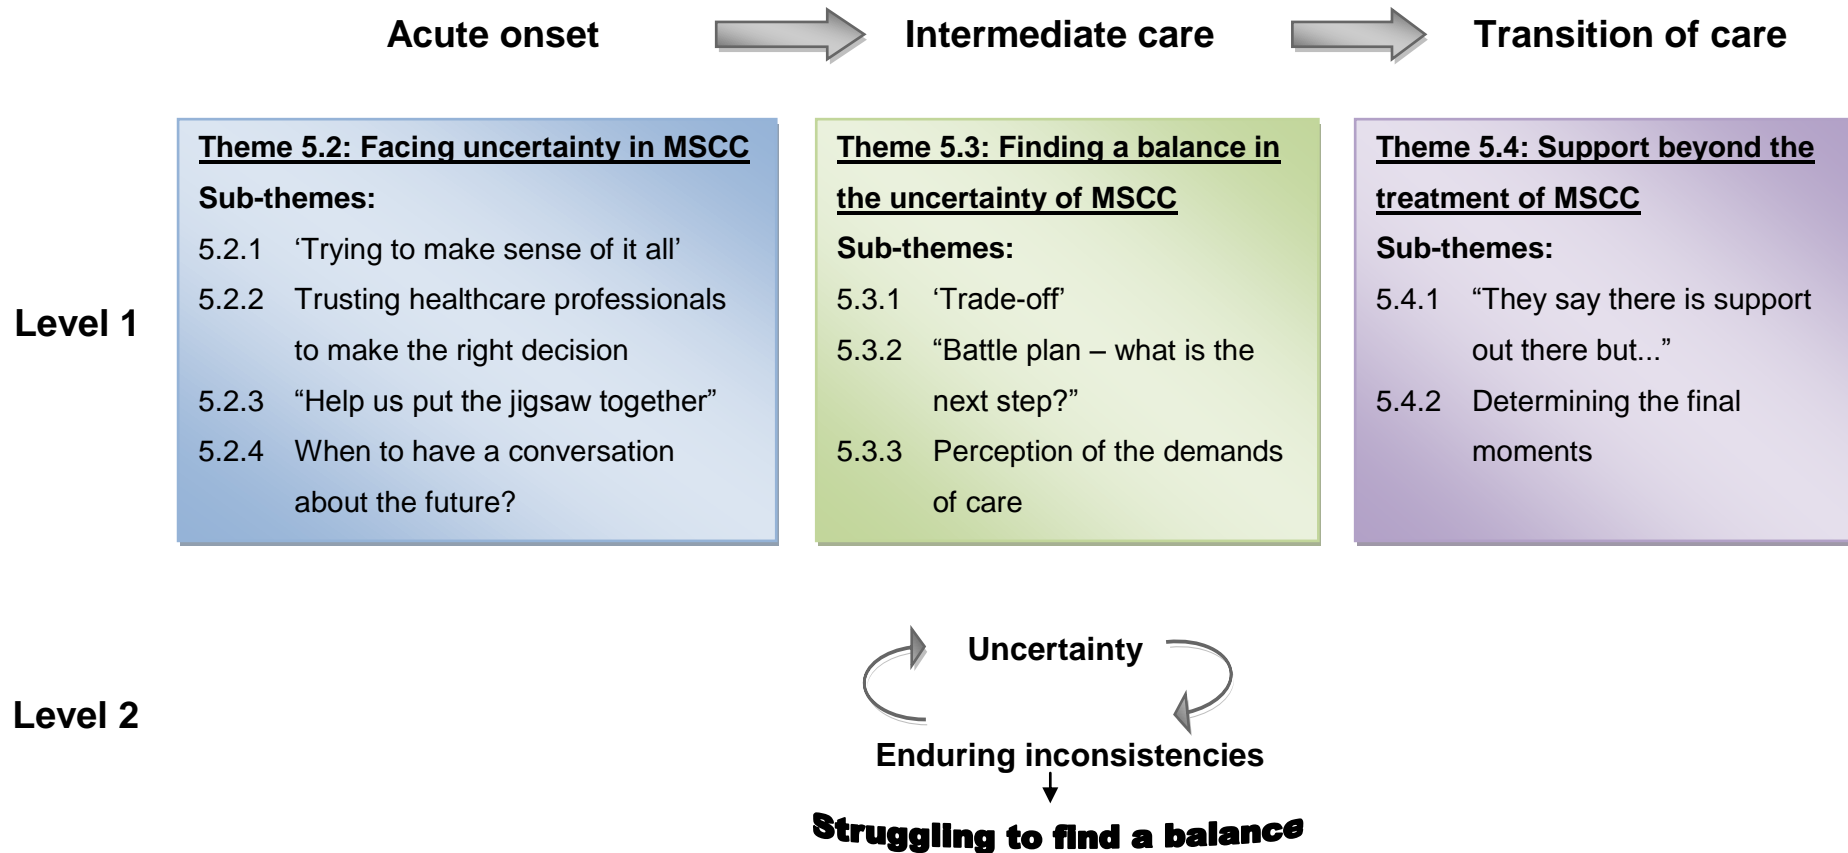 Acute onset
Intermediate care
Transition of care
Level 1
Theme 5.2: Facing uncertainty in MSCC
Sub-themes:
5.2.1 ‘Trying to make sense of it all’
5.2.2 Trusting healthcare professionals
to make the right decision
5.2.3 “Help us put the jigsaw together”
5.2.4 When to have a conversation
about the future?
Theme 5.3: Finding a balance in
the uncertainty of MSCC
Sub-themes:
5.3.1 ‘Trade-off’
5.3.2 “Battle plan – what is the
next step?”
5.3.3 Perception of the demands
of care
Theme 5.4: Support beyond the
treatment of MSCC
Sub-themes:
5.4.1 “They say there is support
out there but...”
5.4.2 Determining the final
moments
Level 2
Uncertainty
Enduring inconsistencies
Struggling to find a balance